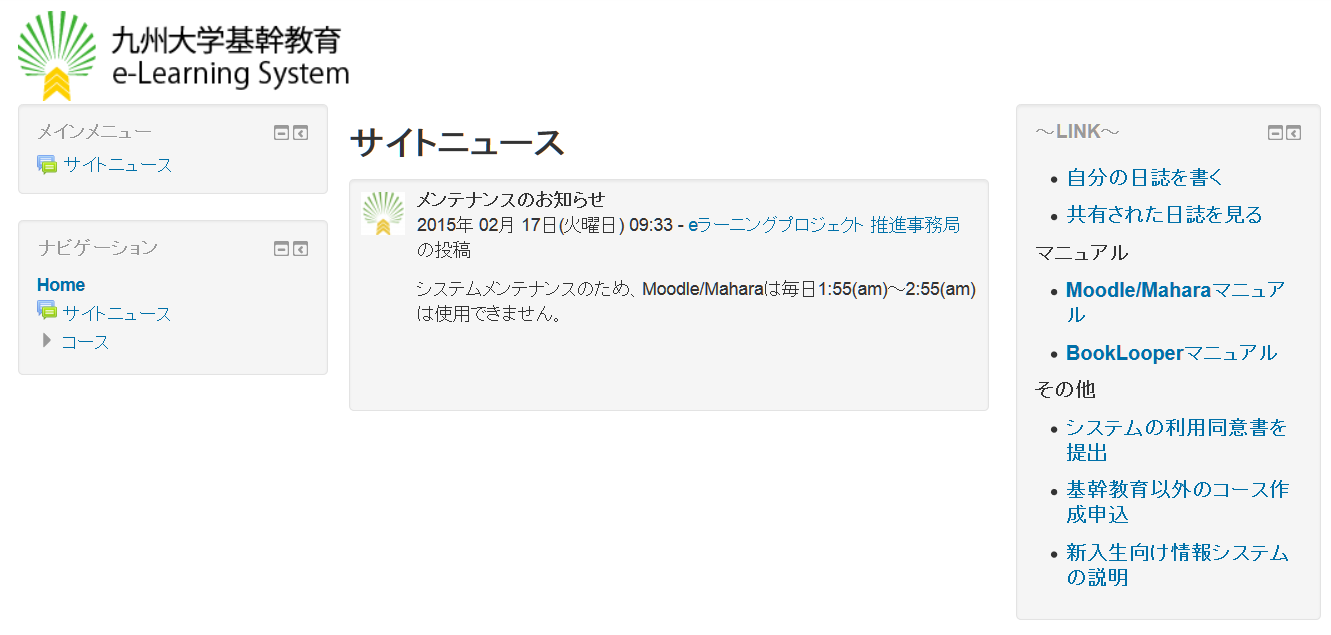 九州大学基幹教育
e-Learning System
メインメニュー
サイトニュース
ナビゲーション
Home
サイトニュース
コース
サイトニュース
メンテナンスのお知らせ
2015年 02月 17日(火曜日) 09:33 - eラーニングプロジェクト 推進事務局
の投稿
システムメンテナンスのため、Moodle/Maharaは毎日1:55(am)～2:55(am)
は使用できません。
～LINK～
• 自分の日誌を書く
• 共有された日誌を見る
マニュアル
• Moodle/Maharaマニュア
ル
• BookLooperマニュアル
その他
• システムの利用同意書を
提出
• 基幹教育以外のコース作
成申込
• 新入生向け情報システム
の説明